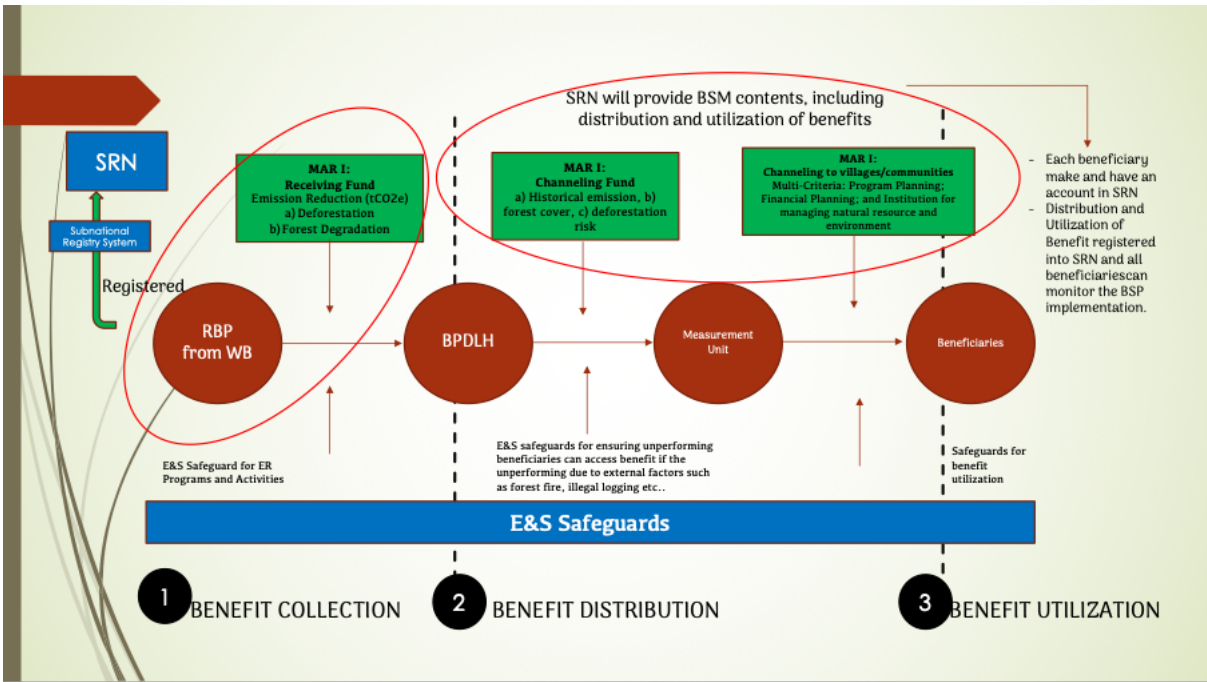 SRN will provide BSM contents, including
distribution and utilization of benefits
SRN
Subnational
Registry System
Registered
MAR I:
Receiving Fund
Emission Reduction (tCO2e)
a) Deforestation
b) Forest Degradation
MAR I:
Channeling Fund
a) Historical emission, b)
forest cover, c) deforestation
risk
MAR I:
Channeling to villages/communities
Multi-Criteria: Program Planning;
Financial Planning; and Institution for
managing natural resource and
environment
- Each beneficiary
make and have an
account in SRN
- Distribution and
Utilization of
Benefit registered
into SRN and all
beneficiariescan
monitor the BSP
implementation.
RBP
from WB
BPDLH
Measurement
Unit
Beneficiaries
E&S Safeguard for ER
Programs and Activities
E&S safeguards for ensuring unperforming
beneficiaries can access benefit if the
unperforming due to external factors such
as forest fire, illegal logging etc..
Safeguards for
benefit
utilization
E&S Safeguards
1 BENEFIT COLLECTION
2 BENEFIT DISTRIBUTION
3 BENEFIT UTILIZATION